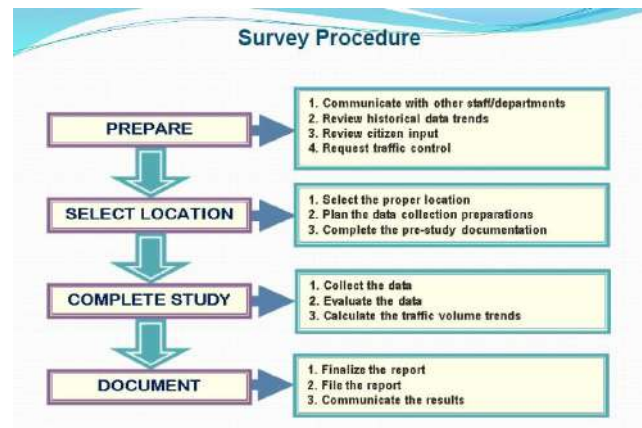 Survey Procedure
PREPARE
1. Communicate with other staff/departments
2. Review historical data trends
3. Review citizen input
4. Request traffic control
SELECT LOCATION
1. Select the proper location
2. Plan the data collection preparations
3. Complete the pre-study documentation
COMPLETE STUDY
1. Collect the data
2. Evaluate the data
3. Calculate the traffic volume trends
DOCUMENT
1. Finalize the report
2. File the report
3. Communicate the results